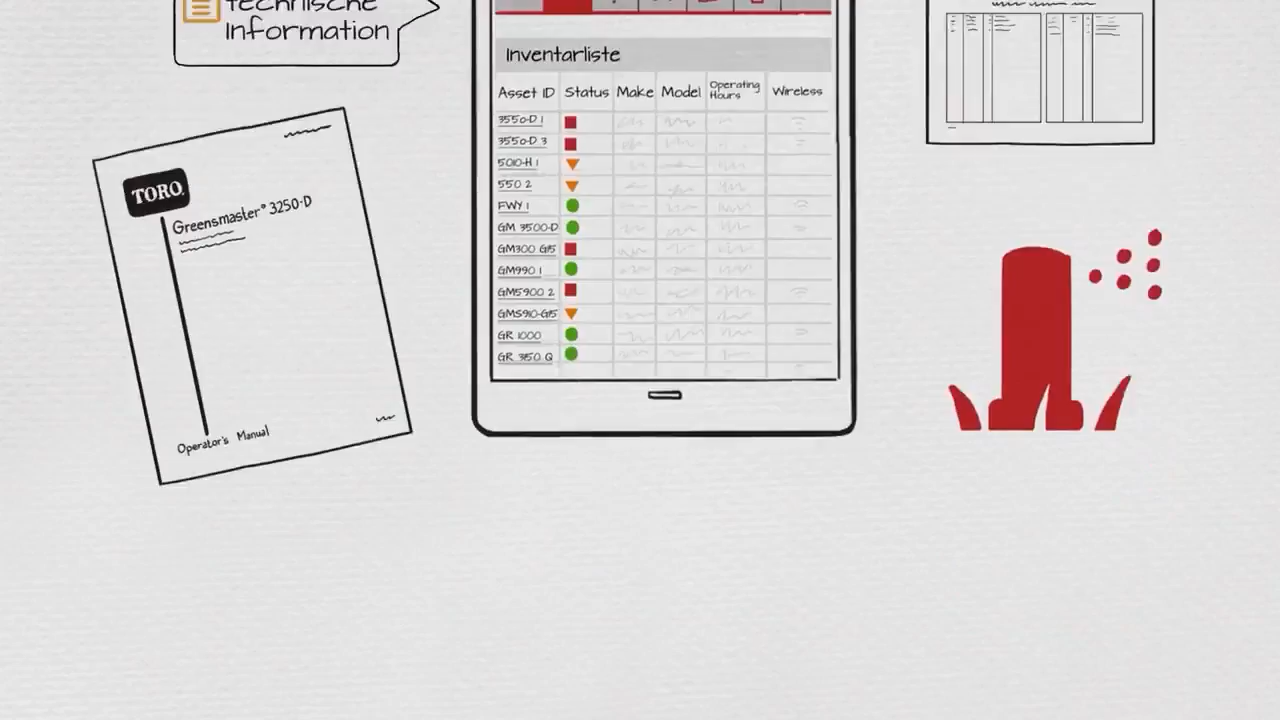 technische
Information
TORO
Greensmaster® 3250-D
Operator's Manual
Inventarliste
Asset ID Status Make Model Operating Hours Wireless
3550-D 1
3550-D 3
5010-H 1
550 2
FWY 1
GM 3500-D
GM300 G15
GM990 1
GM5900 2
GMS910-G15
GR 1000
GR 3150 Q